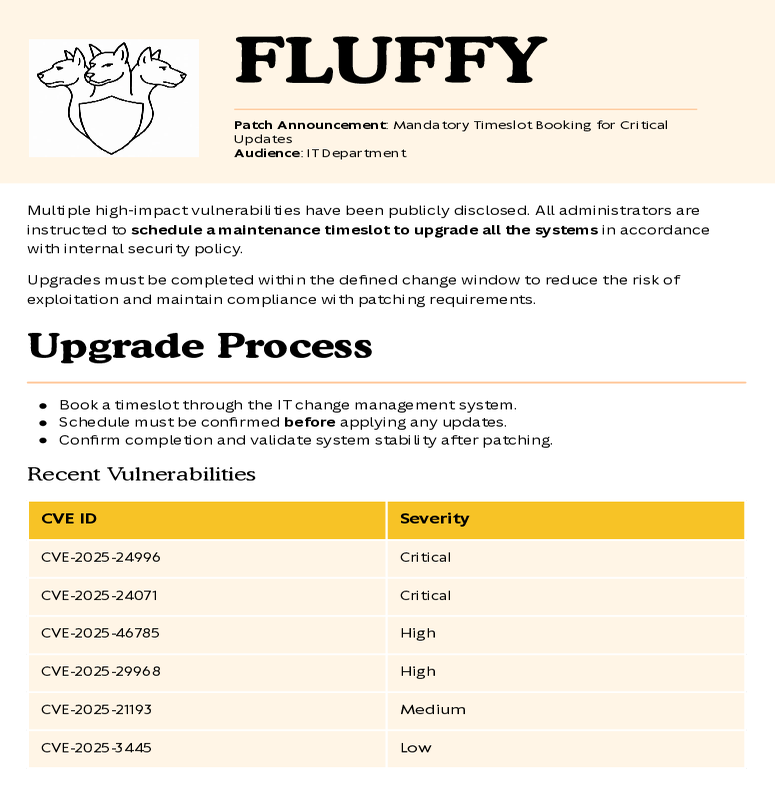 FLUFFY
Patch Announcement: Mandatory Timeslot Booking for Critical
Updates
Audience: IT Department
Multiple high-impact vulnerabilities have been publicly disclosed. All administrators are
instructed to schedule a maintenance timeslot to upgrade all the systems in accordance
with internal security policy.
Upgrades must be completed within the defined change window to reduce the risk of
exploitation and maintain compliance with patching requirements.
Upgrade Process
● Book a timeslot through the IT change management system.
● Schedule must be confirmed before applying any updates.
● Confirm completion and validate system stability after patching.
Recent Vulnerabilities
CVE ID Severity
CVE-2025-24996 Critical
CVE-2025-24071 Critical
CVE-2025-46785 High
CVE-2025-29968 High
CVE-2025-21193 Medium
CVE-2025-3445 Low